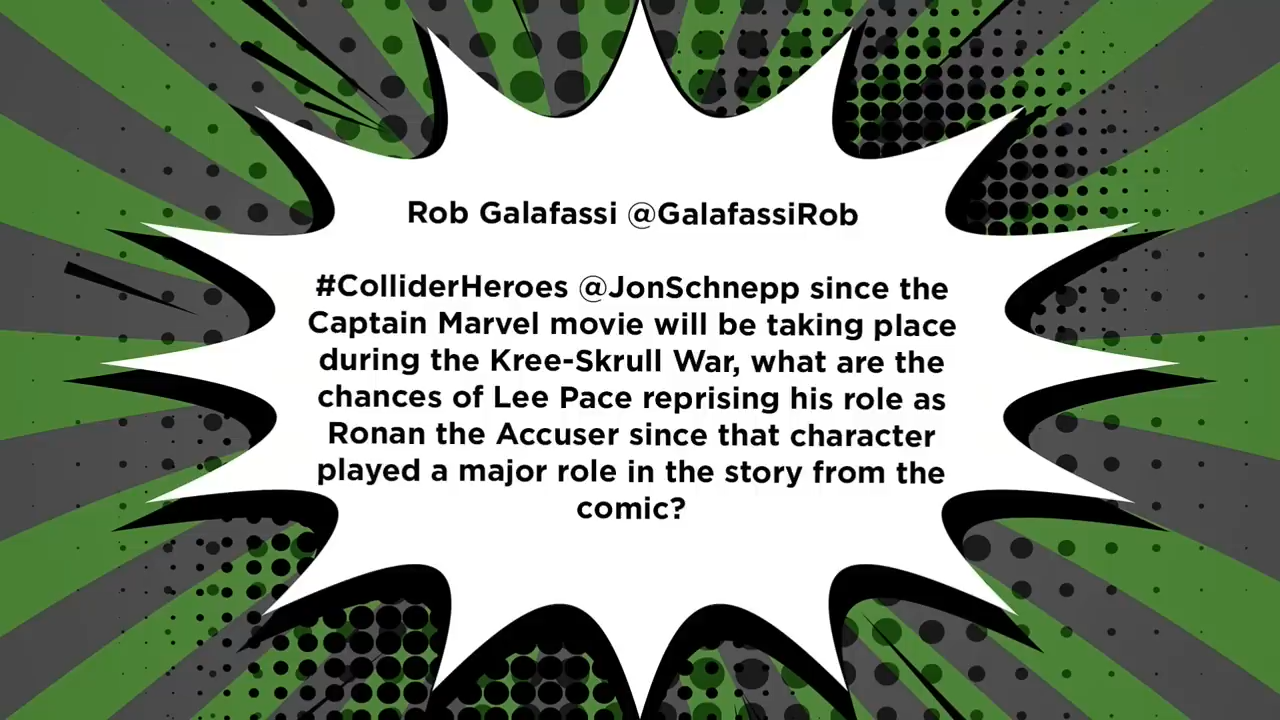 Rob Galafassi @GalafassiRob
#ColliderHeroes @JonSchnepp since the
Captain Marvel movie will be taking place
during the Kree-Skrull War, what are the
chances of Lee Pace reprising his role as
Ronan the Accuser since that character
played a major role in the story from the
comic?